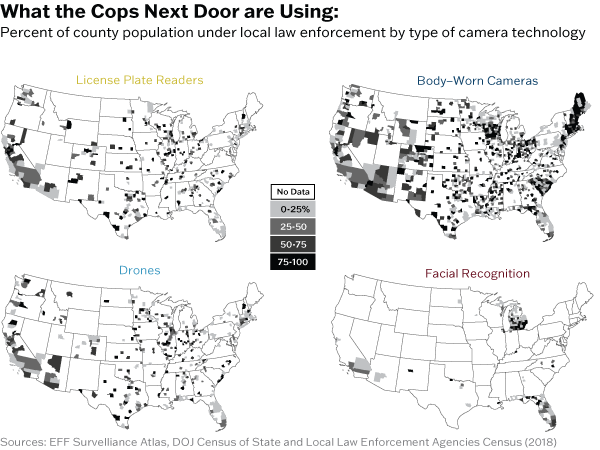 What the Cops Next Door are Using:
Percent of county population under local law enforcement by type of camera technology
License Plate Readers
Body-Worn Cameras
No Data
0-25%
25-50
50-75
75-100
Drones
Facial Recognition
Sources: EFF Survelliance Atlas, DOJ Census of State and Local Law Enforcement Agencies Census (2018)